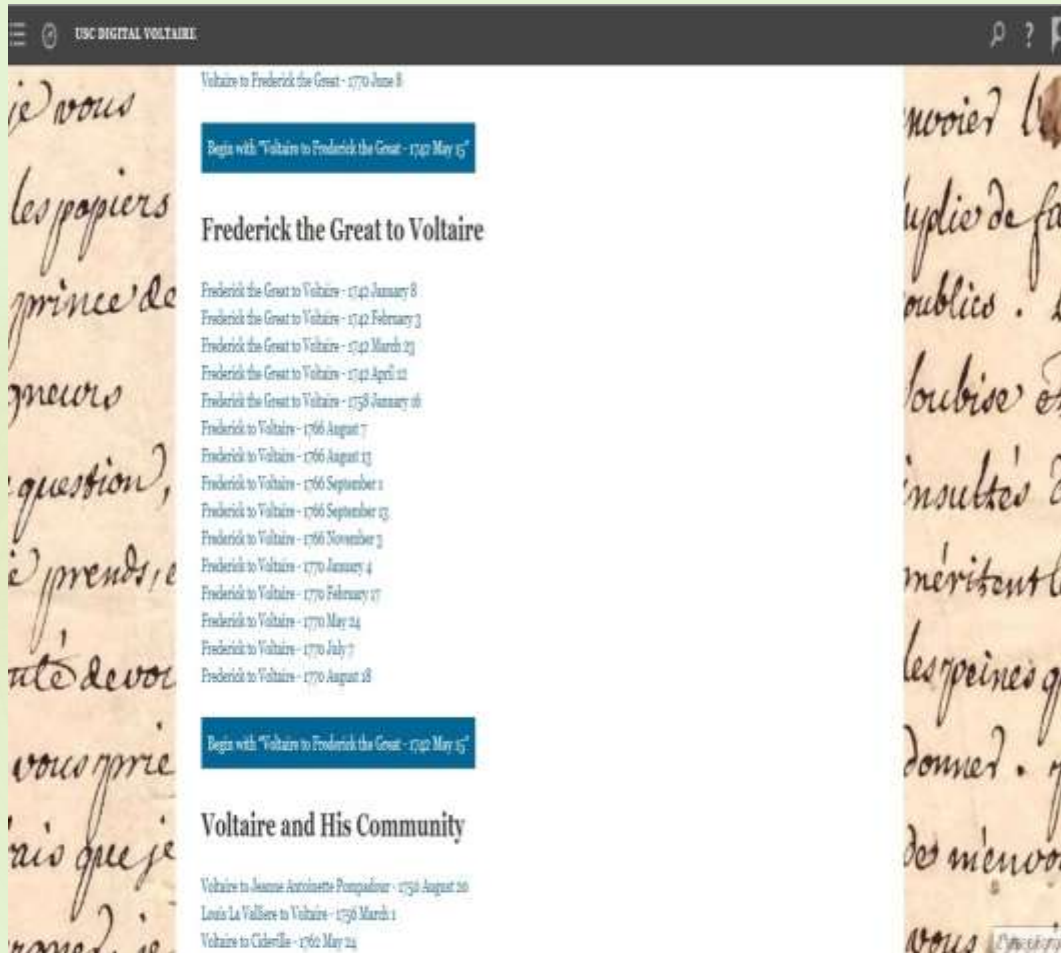 USC DIGITAL VOLTAIRE
?
Voltaire to Frederick the Great - 1770 June 8
Begin with "Voltaire to Frederick the Great - 1742 May 15"
Frederick the Great to Voltaire
Frederick the Great to Voltaire - 1742 January 8
Frederick the Great to Voltaire - 1742 February 3
Frederick the Great to Voltaire - 1742 March 23
Frederick the Great to Voltaire - 1742 April 12
Frederick the Great to Voltaire - 1758 January 16
Frederick to Voltaire - 1766 August 7
Frederick to Voltaire - 1766 August 13
Frederick to Voltaire - 1766 September 1
Frederick to Voltaire - 1766 September 13
Frederick to Voltaire - 1766 November 3
Frederick to Voltaire - 1770 January 4
Frederick to Voltaire - 1770 February 17
Frederick to Voltaire - 1770 May 24
Frederick to Voltaire - 1770 July 7
Frederick to Voltaire - 1770 August 18
Begin with "Voltaire to Frederick the Great - 1742 May 15"
Voltaire and His Community
Voltaire to Jeanne Antoinette Pompadour - 1750 August 20
Louis La Valliere to Voltaire - 1756 March 1
Voltaire to Cideville - 1762 May 24
je vous
les papiers
prince de
question,
prends,
devoi
vous prie
que je
envoier
de
publics .
insultés
méritent
les peines
donner .
de m'envoi
vous